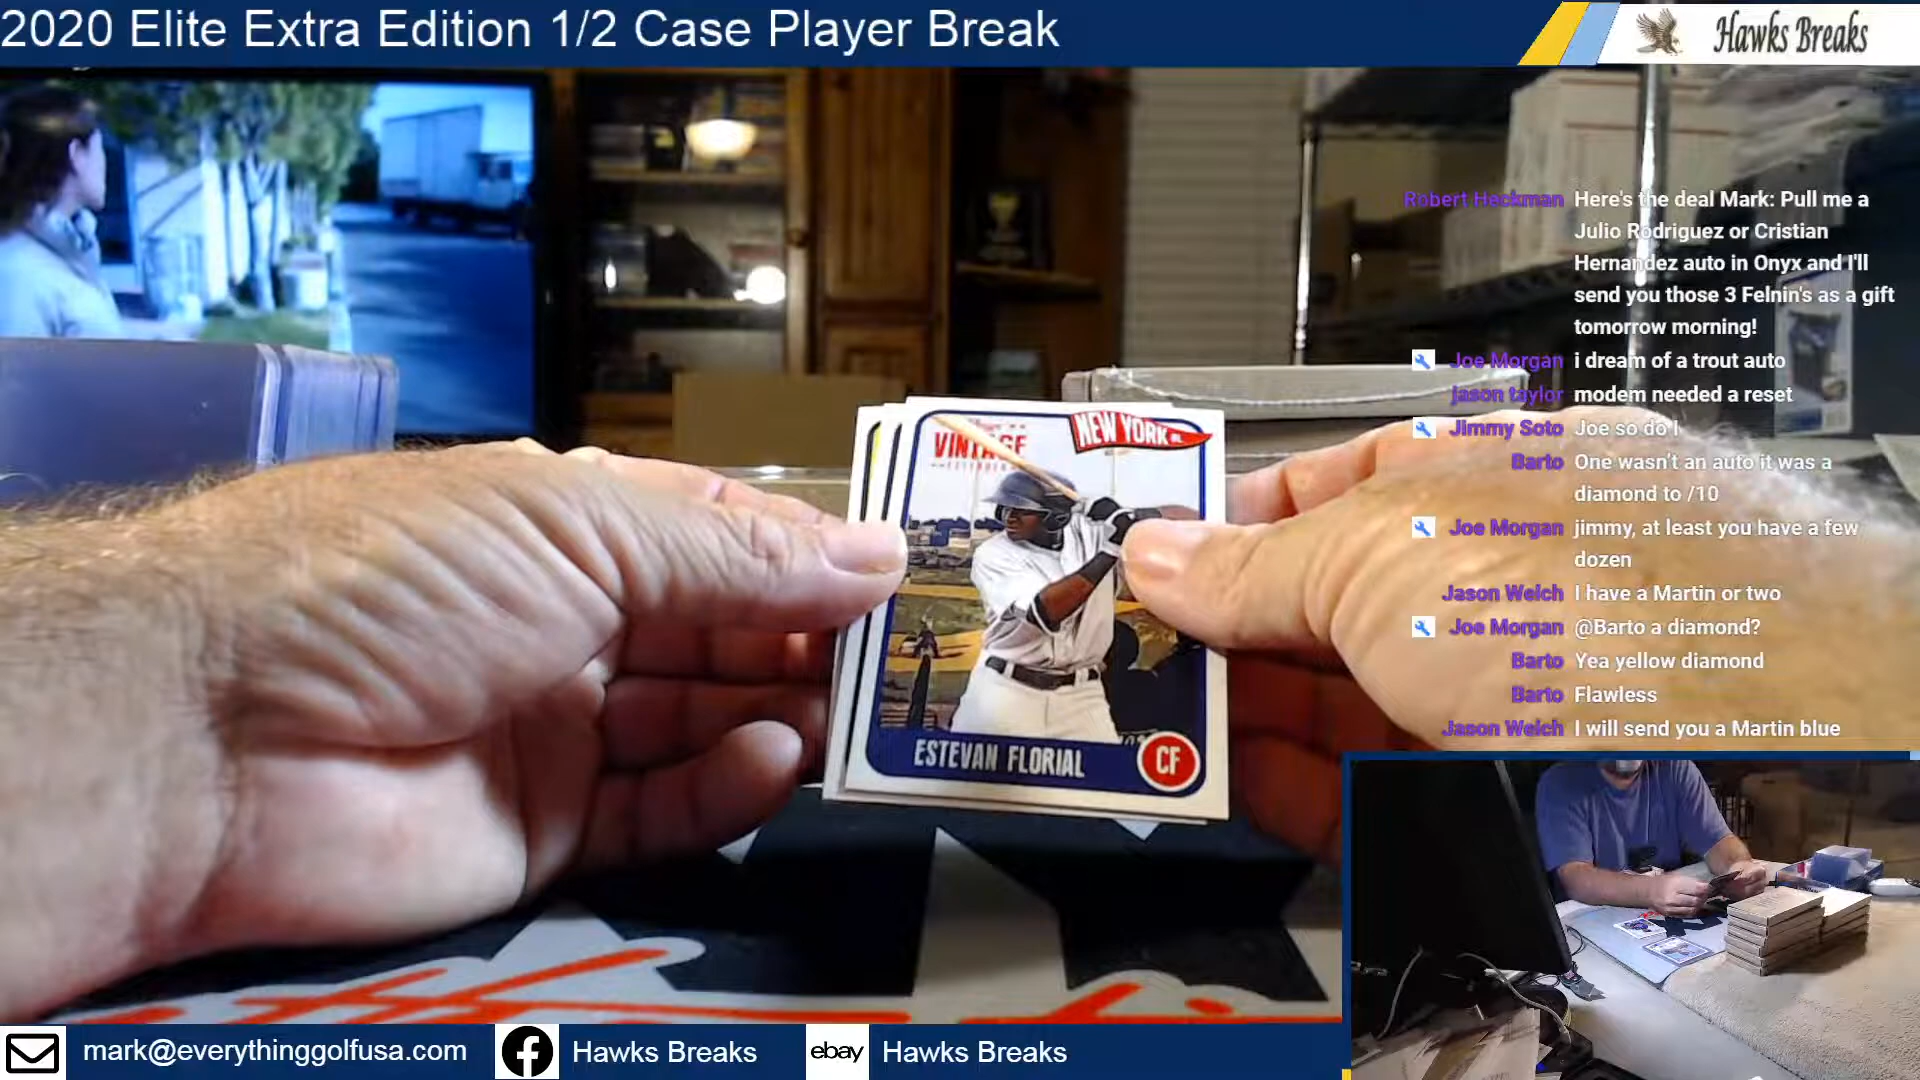 2020 Elite Extra Edition 1/2 Case Player Break
Hawks Breaks
Robert Heckman Here's the deal Mark: Pull me a
Julio Rodriguez or Cristian
Hernandez auto in Onyx and I'll
send you those 3 Felnin's as a gift
tomorrow morning!
Joe Morgan i dream of a trout auto
jason taylor modem needed a reset
Jimmy Soto Joe so do I
Barto One wasn't an auto it was a
diamond to /10
Joe Morgan jimmy, at least you have a few
dozen
Jason Welch I have a Martin or two
Joe Morgan @Barto a diamond?
Barto Yea yellow diamond
Barto Flawless
Jason Welch I will send you a Martin blue
VINTAGE
NEW YORK
ESTEVAN FLORIAL
CF
mark@everythinggolfusa.com
Hawks Breaks
ebay
Hawks Breaks